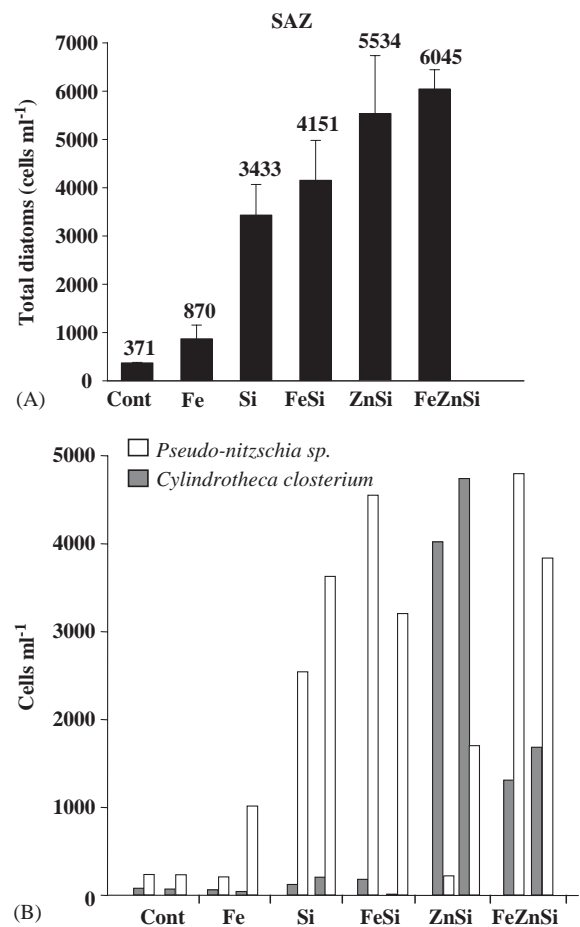 SAZ
Total diatoms (cells ml-1)
7000
6000
5000
4000
3000
2000
1000
0
371
870
3433
4151
5534
6045
(A)
Cont Fe Si FeSi ZnSi FeZnSi
Pseudo-nitzschia sp.
Cylindrotheca closterium
Cells ml-1
5000
4000
3000
2000
1000
0
(B)
Cont Fe Si FeSi ZnSi FeZnSi